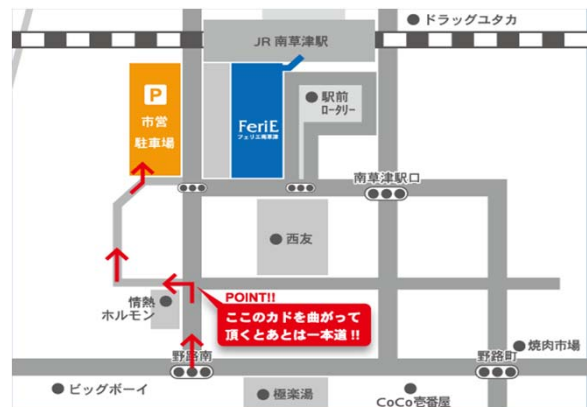 ドラッグユタカ
JR 南草津駅
P
市営
駐車場
FeriE
フェリエ南草津
駅前
ロータリー
南草津駅口
西友
情熱
ホルモン
POINT!!
ここのカドを曲がって
頂くとあとは一本道!!
野路南
野路町
焼肉市場
ビッグボーイ
極楽湯
CoCo壱番屋